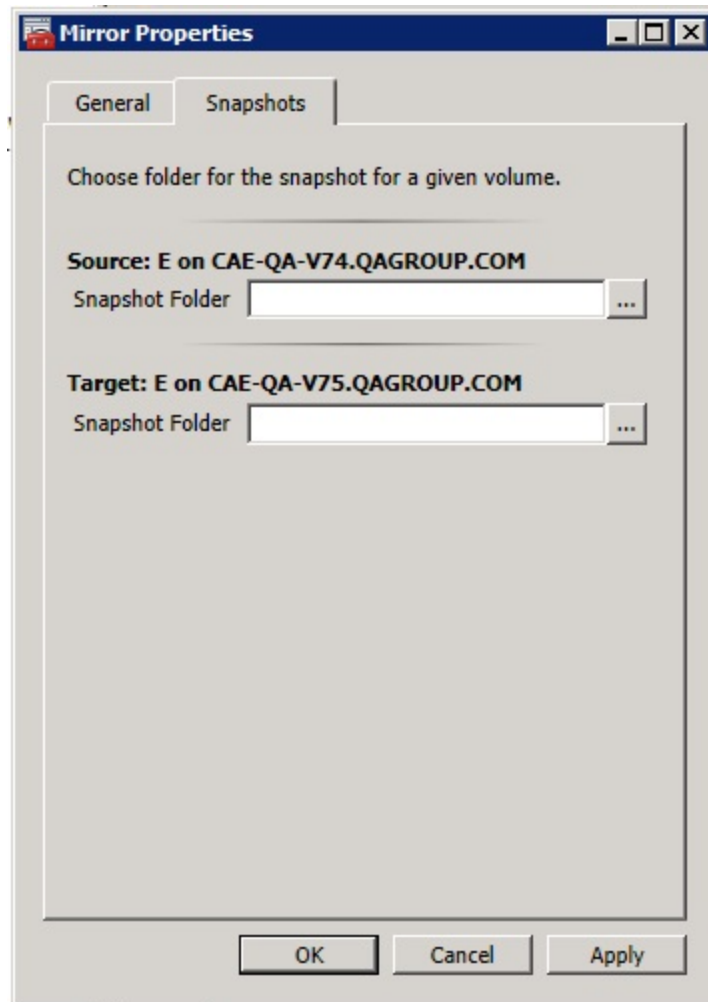 Mirror Properties
General Snapshots
Choose folder for the snapshot for a given volume.
Source: E on CAE-QA-V74.QAGROUP.COM
Snapshot Folder ...
Target: E on CAE-QA-V75.QAGROUP.COM
Snapshot Folder ...
OK Cancel Apply